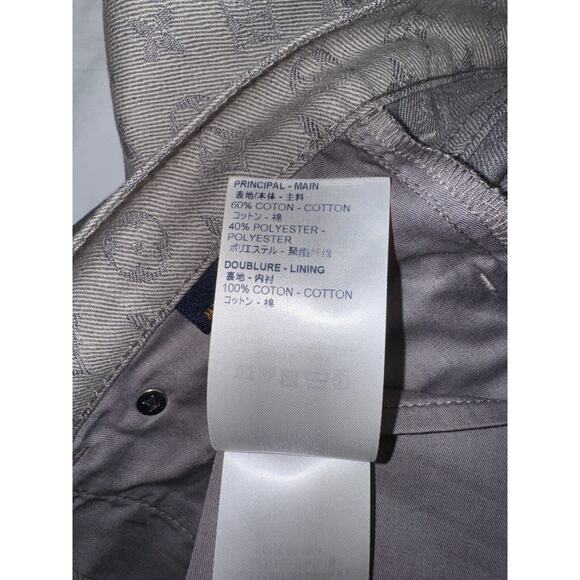 PRINCIPAL - MAIN
表地/本体 - 主料
60% COTON - COTTON
コットン - 棉
40% POLYESTER -
POLYESTER
ポリエステル - 聚酯纤维
DOUBLURE - LINING
裏地 - 内衬
100% COTON - COTTON
コットン - 棉